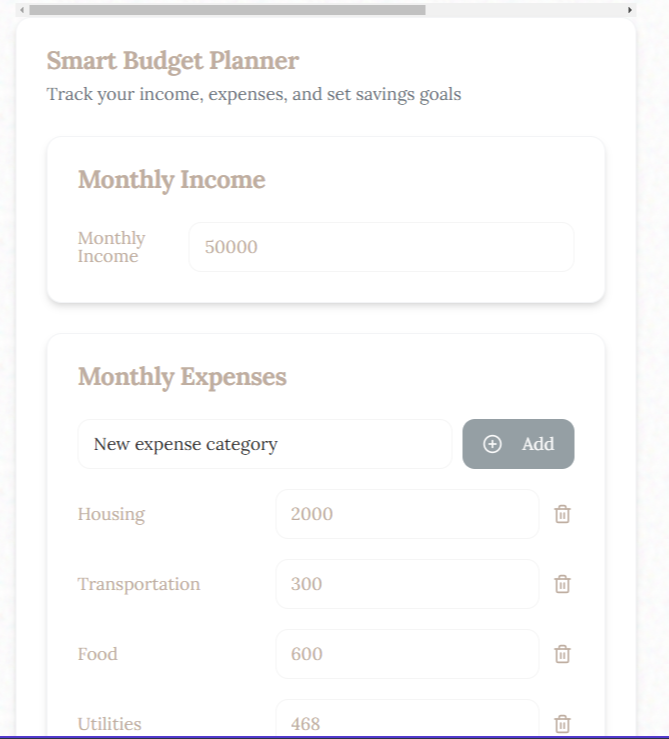 Smart Budget Planner
Track your income, expenses, and set savings goals
Monthly Income
Monthly
Income
50000
Monthly Expenses
New expense category
Add
Housing
2000
Transportation
300
Food
600
Utilities
468